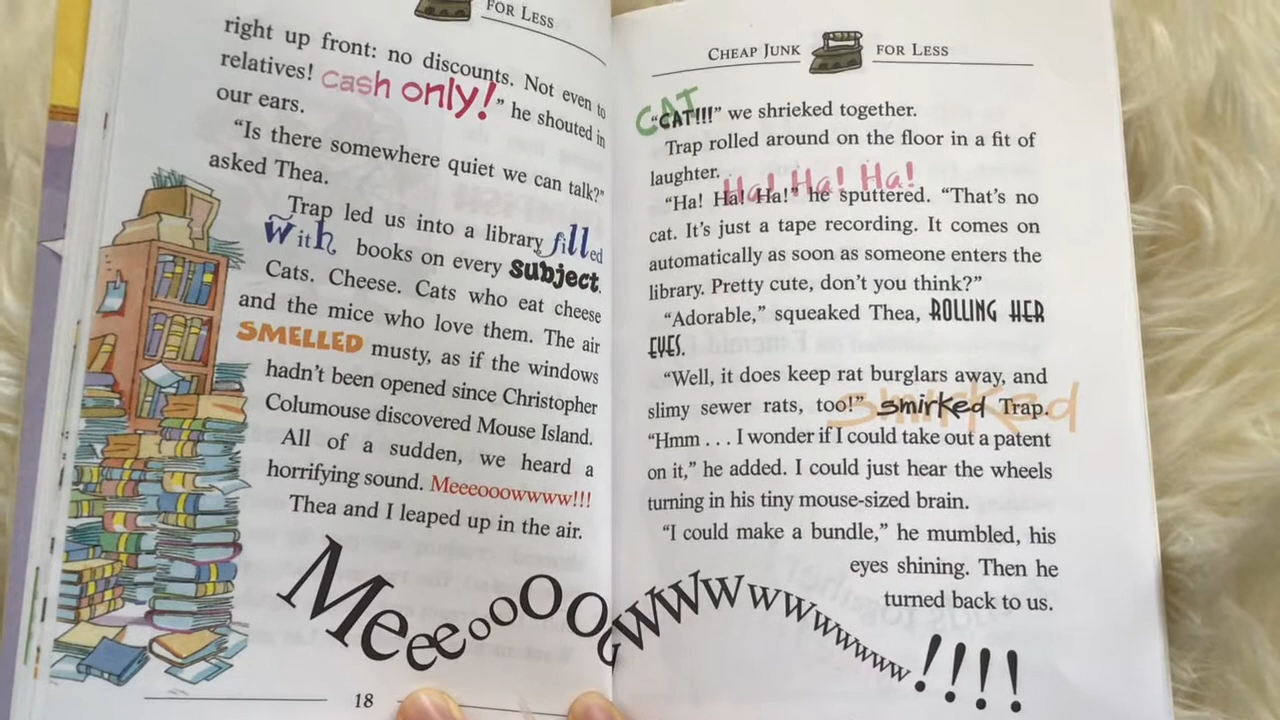 FOR LESS
right up front: no discounts. Not even to
relatives! cash only!” he shouted in
our ears.
“Is there somewhere quiet we can talk?”
asked Thea.
Trap led us into a library filled
with books on every subject.
Cats. Cheese. Cats who eat cheese
and the mice who love them. The air
SMELLED musty, as if the windows
hadn’t been opened since Christopher
Columouse discovered Mouse Island.
All of a sudden, we heard a
horrifying sound. Meeeooowwww!!!
Thea and I leaped up in the air.
18
CHEAP JUNK FOR LESS
CAT
“CAT!!!” we shrieked together.
Trap rolled around on the floor in a fit of
laughter.
Ha! Ha! Ha!
“Ha! Ha! Ha!” he sputtered. “That’s no
cat. It’s just a tape recording. It comes on
automatically as soon as someone enters the
library. Pretty cute, don’t you think?”
“Adorable,” squeaked Thea, ROLLING HER
EYES.
“Well, it does keep rat burglars away, and
smirked
slimy sewer rats, too!” smirked Trap.
“Hmm . . . I wonder if I could take out a patent
on it,” he added. I could just hear the wheels
turning in his tiny mouse-sized brain.
“I could make a bundle,” he mumbled, his
eyes shining. Then he
turned back to us.
MeeeooOOOwwwwwwwwwwwww!!!!